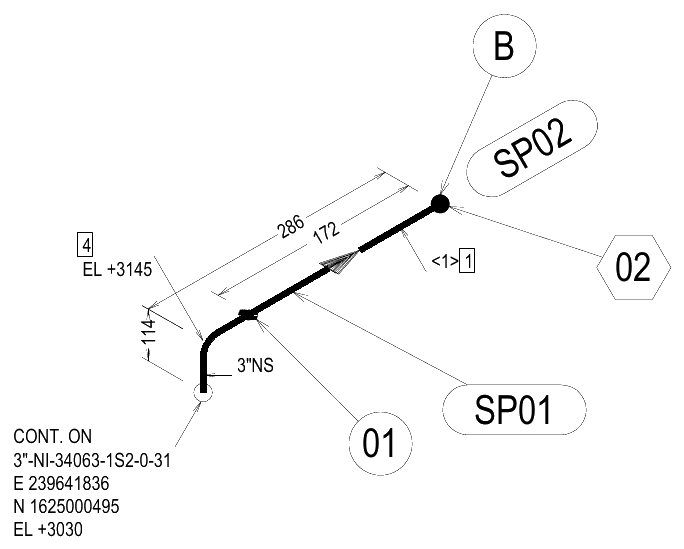 B
SP02
286
172
4
EL +3145
<1> 1
02
114
3"NS
SP01
01
CONT. ON
3"-NI-34063-1S2-0-31
E 239641836
N 1625000495
EL +3030